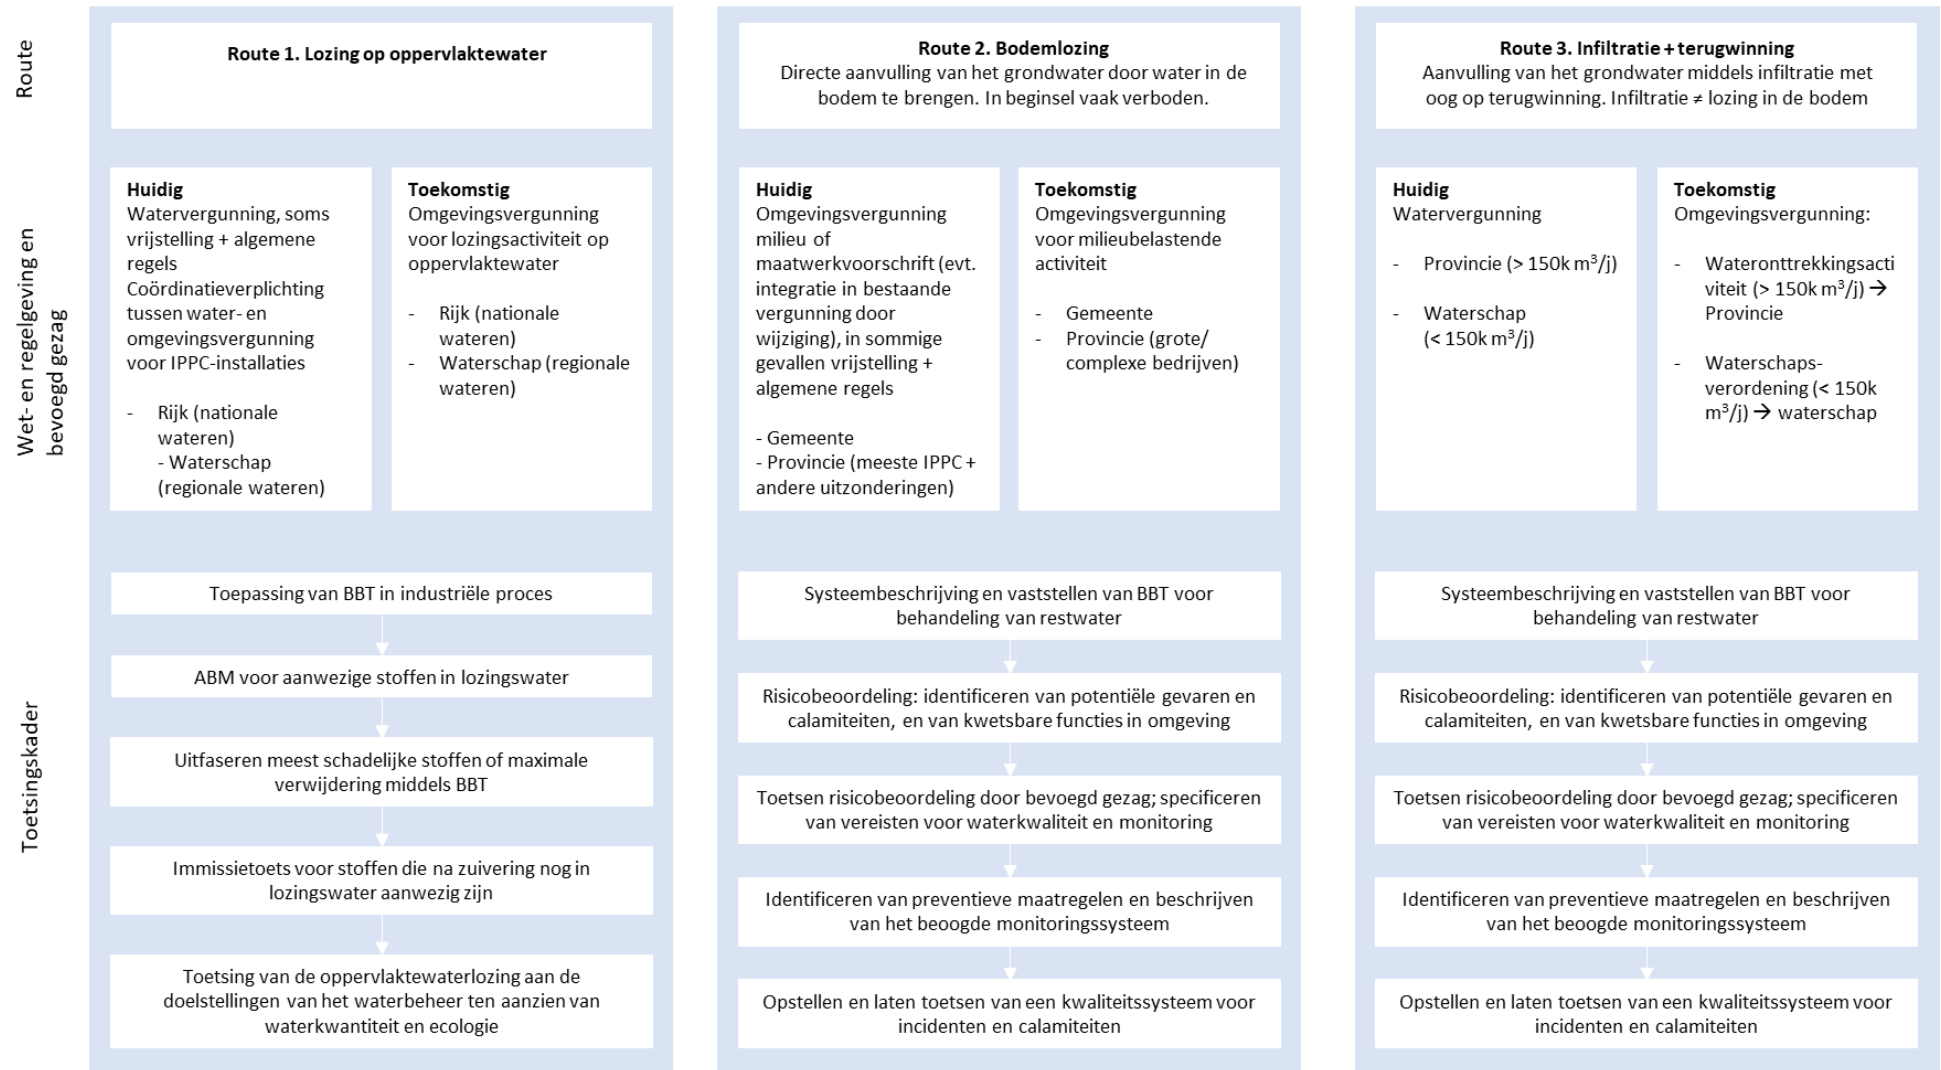 Route
Route 1. Lozing op oppervlaktewater
Route 2. Bodemlozing
Directe aanvulling van het grondwater door water in de
bodem te brengen. In beginsel vaak verboden.
Route 3. Infiltratie + terugwinning
Aanvulling van het grondwater middels infiltratie met
oog op terugwinning. Infiltratie ≠ lozing in de bodem
Wet- en regelgeving en
bevoegd gezag
Huidig
Watervergunning, soms
vrijstelling + algemene
regels
Coördinatieverplichting
tussen water- en
omgevingsvergunning
voor IPPC-installaties
- Rijk (nationale
wateren)
- Waterschap
(regionale wateren)
Toekomstig
Omgevingsvergunning
voor lozingsactiviteit op
oppervlaktewater
- Rijk (nationale
wateren)
- Waterschap (regionale
wateren)
Huidig
Omgevingsvergunning
milieu of
maatwerkvoorschrift (evt.
integratie in bestaande
vergunning door
wijziging), in sommige
gevallen vrijstelling +
algemene regels
- Gemeente
- Provincie (meeste IPPC +
andere uitzonderingen)
Toekomstig
Omgevingsvergunning
voor milieubelastende
activiteit
- Gemeente
- Provincie (grote/
complexe bedrijven)
Huidig
Watervergunning
- Provincie (> 150k m³/j)
- Waterschap
(< 150k m³/j)
Toekomstig
Omgevingsvergunning:
- Wateronttrekkingsacti
viteit (> 150k m³/j) →
Provincie
- Waterschaps-
verordening (< 150k
m³/j) → waterschap
Toetsingskader
Toepassing van BBT in industriële proces
ABM voor aanwezige stoffen in lozingswater
Uitfaseren meest schadelijke stoffen of maximale
verwijdering middels BBT
Immissietoets voor stoffen die na zuivering nog in
lozingswater aanwezig zijn
Toetsing van de oppervlaktewaterlozing aan de
doelstellingen van het waterbeheer ten aanzien van
waterkwantiteit en ecologie
Systeembeschrijving en vaststellen van BBT voor
behandeling van restwater
Risicobeoordeling: identificeren van potentiële gevaren en
calamiteiten, en van kwetsbare functies in omgeving
Toetsen risicobeoordeling door bevoegd gezag; specificeren
van vereisten voor waterkwaliteit en monitoring
Identificeren van preventieve maatregelen en beschrijven
van het beoogde monitoringssysteem
Opstellen en laten toetsen van een kwaliteitssysteem voor
incidenten en calamiteiten
Systeembeschrijving en vaststellen van BBT voor
behandeling van restwater
Risicobeoordeling: identificeren van potentiële gevaren en
calamiteiten, en van kwetsbare functies in omgeving
Toetsen risicobeoordeling door bevoegd gezag; specificeren
van vereisten voor waterkwaliteit en monitoring
Identificeren van preventieve maatregelen en beschrijven
van het beoogde monitoringssysteem
Opstellen en laten toetsen van een kwaliteitssysteem voor
incidenten en calamiteiten